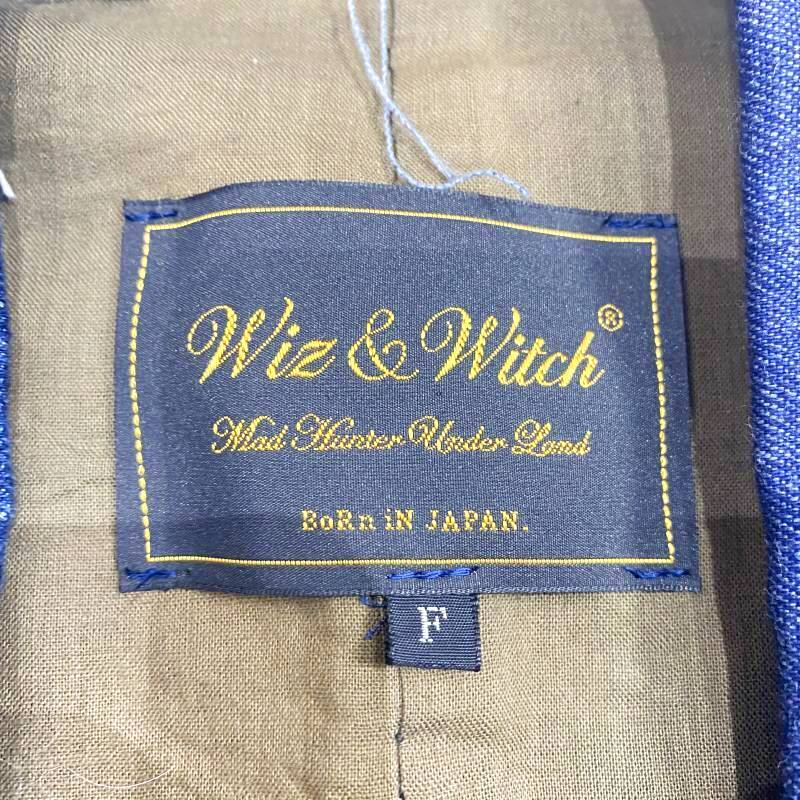 Wiz & Witch®
Mad Hunter Under Land
BoRn iN JAPAN.
F